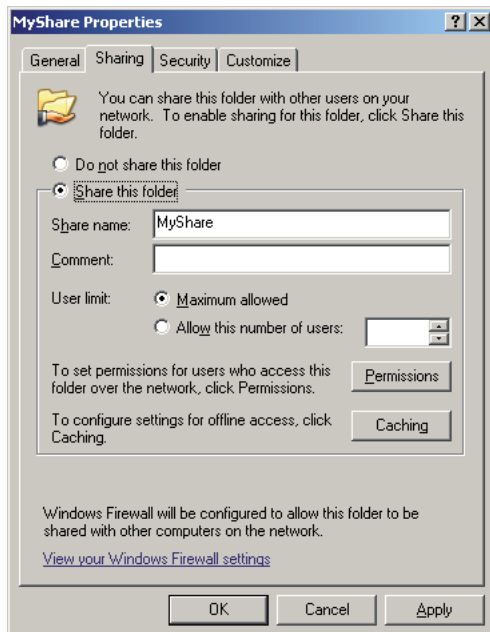 MyShare Properties
? X
General Sharing Security Customize
You can share this folder with other users on your
network. To enable sharing for this folder, click Share this
folder.
Do not share this folder
Share this folder
Share name: MyShare
Comment:
User limit: Maximum allowed
Allow this number of users:
To set permissions for users who access this
folder over the network, click Permissions.
Permissions
To configure settings for offline access, click
Caching.
Caching
Windows Firewall will be configured to allow this folder to be
shared with other computers on the network.
View your Windows Firewall settings
OK Cancel Apply